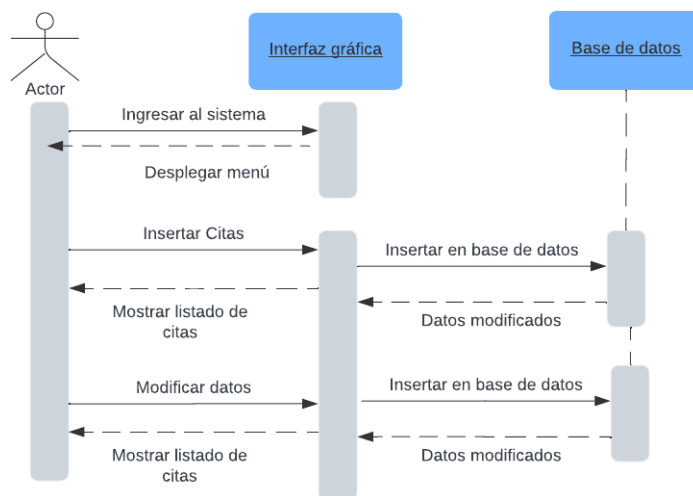 Interfaz gráfica
Base de datos
Actor
Ingresar al sistema
Desplegar menú
Insertar Citas
Insertar en base de datos
Mostrar listado de
citas
Datos modificados
Modificar datos
Insertar en base de datos
Mostrar listado de
citas
Datos modificados